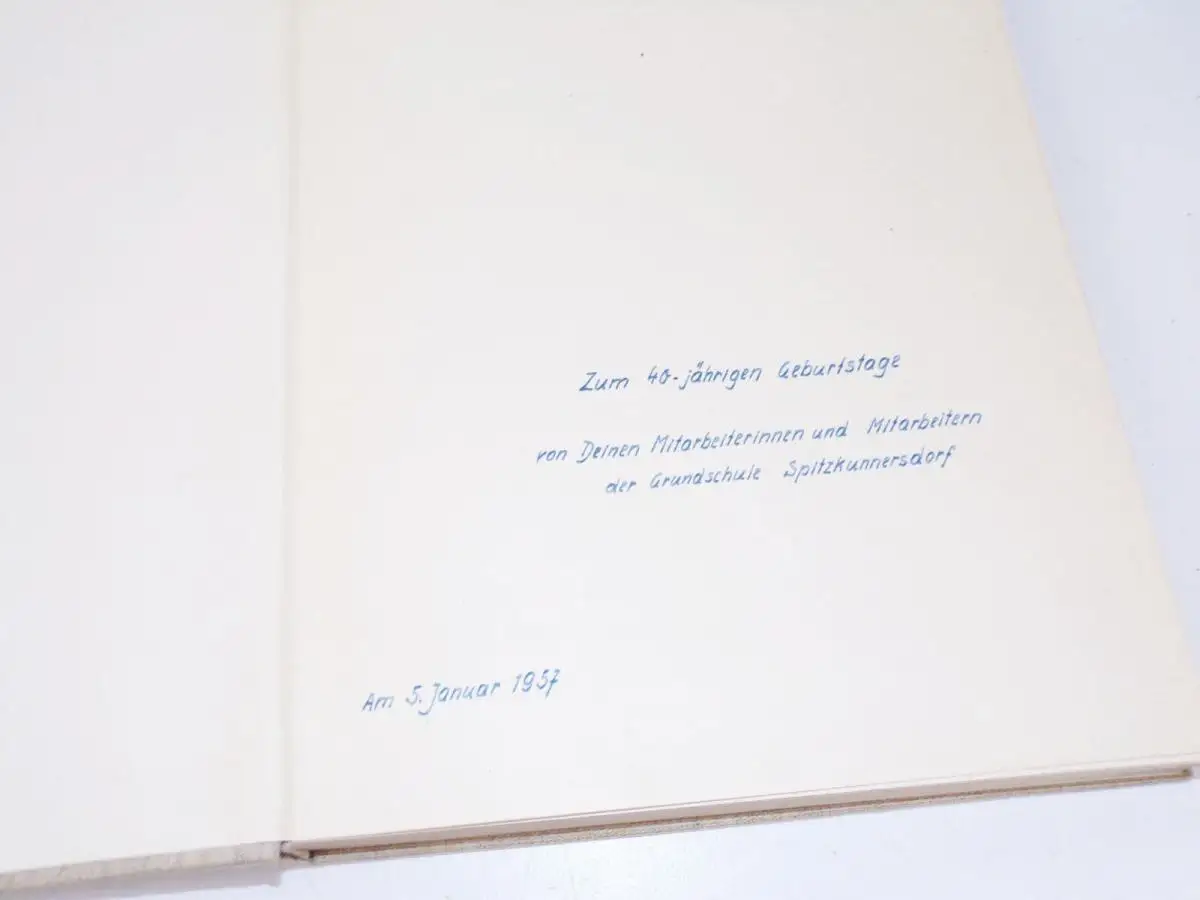 Zum 40-jährigen Geburtstage
von Deinen Mitarbeiterinnen und Mitarbeitern
der Grundschule Spitzkunnersdorf
Am 5. Januar 1957